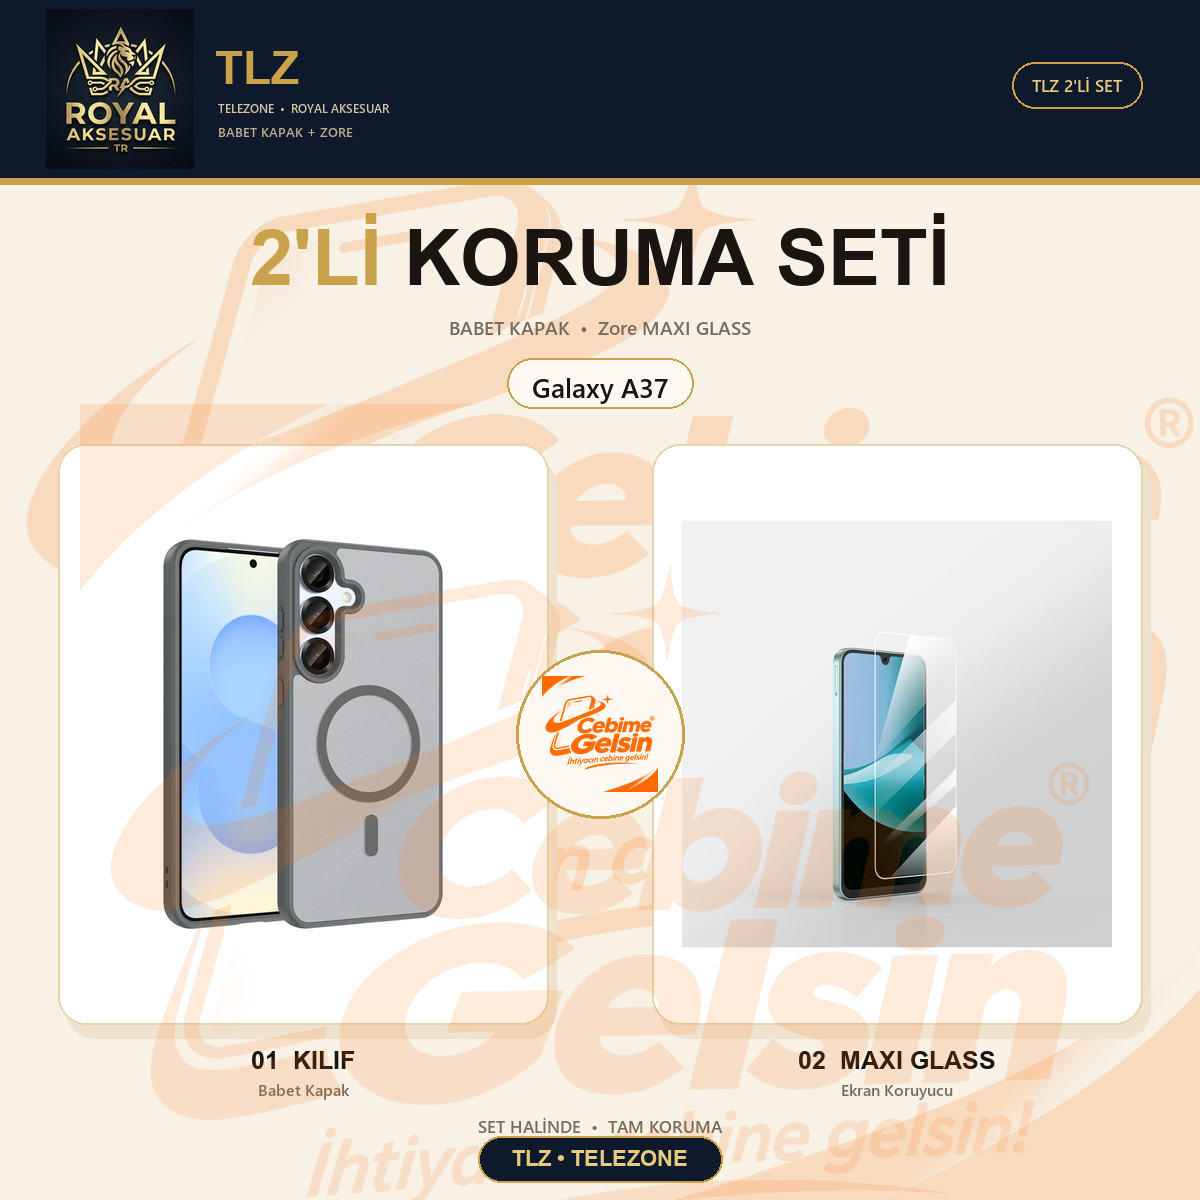 ROYAL
AKSESUAR
TR
TLZ
TELEZONE • ROYAL AKSESUAR
BABET KAPAK + ZORE
TLZ 2'Lİ SET
2'Lİ KORUMA SETİ
BABET KAPAK • Zore MAXI GLASS
Galaxy A37
Cebime
Gelsin
İhtiyacın cebine gelsin!
Cebime
Gelsin
®
01 KILIF
Babet Kapak
02 MAXI GLASS
Ekran Koruyucu
SET HALİNDE • TAM KORUMA
TLZ • TELEZONE